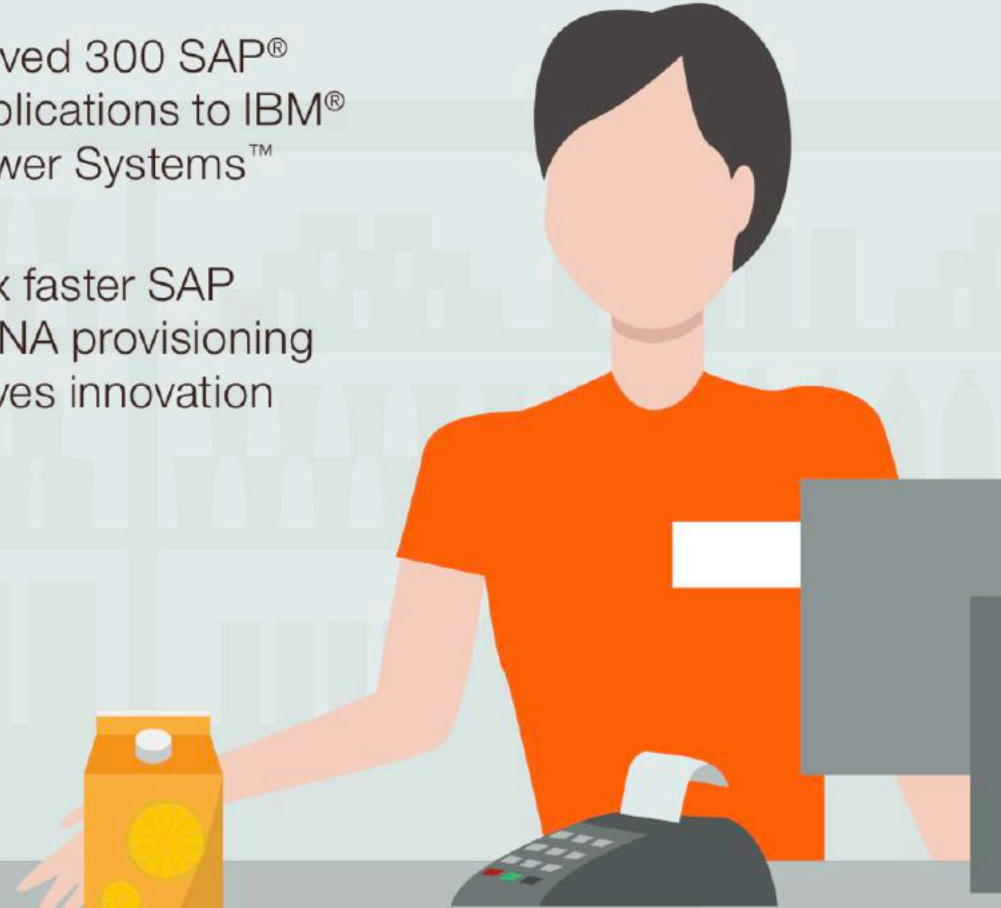 ved 300 SAP®
plications to IBM®
wer Systems™
x faster SAP
NA provisioning
ves innovation